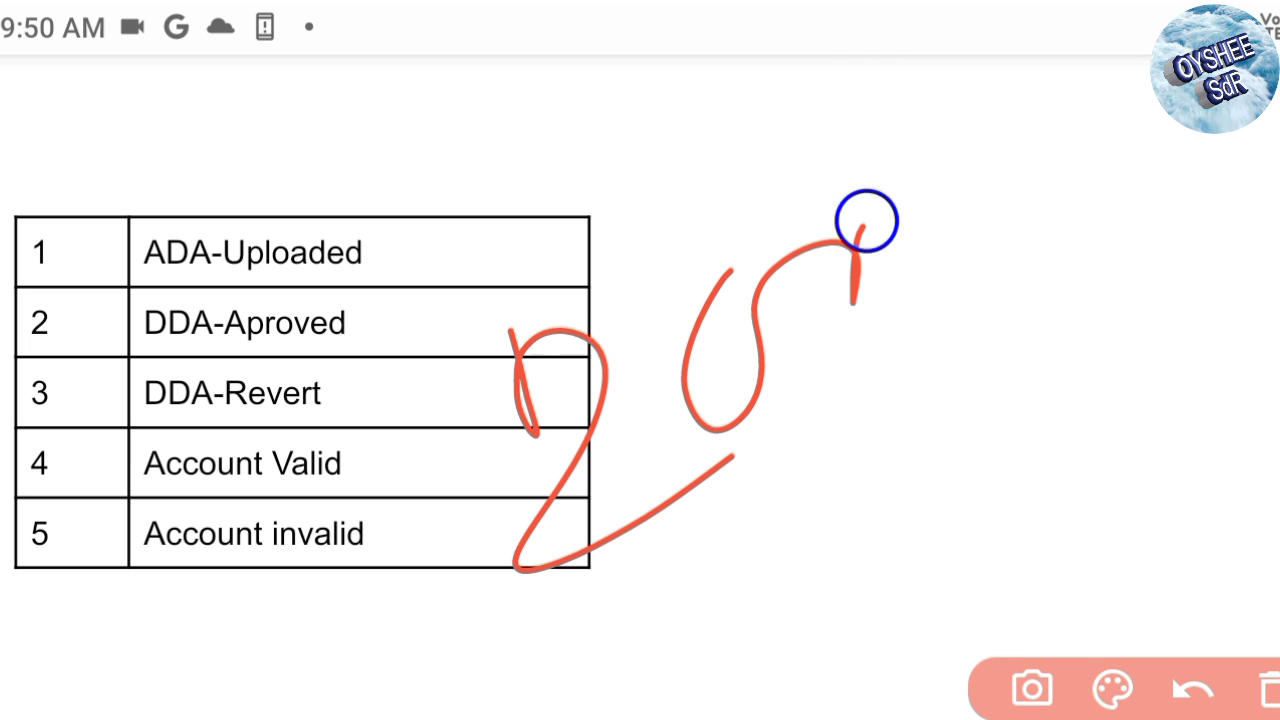 9:50 AM
OYSHEE
SdR
1 ADA-Uploaded
2 DDA-Aproved
3 DDA-Revert
4 Account Valid
5 Account invalid